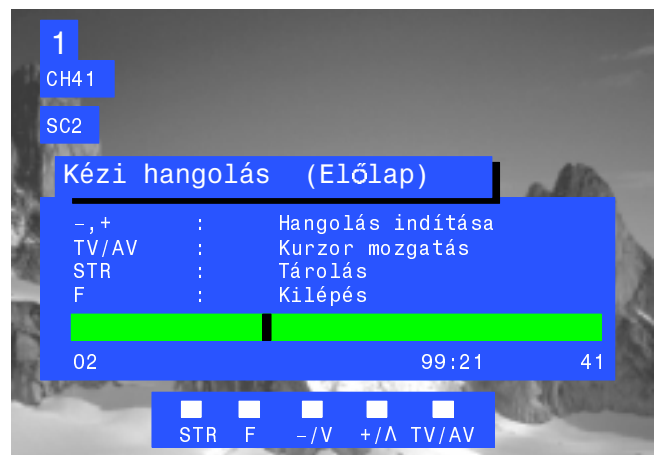 1
CH41
SC2
Kézi hangolás (Előlap)
–,+ : Hangolás indítása
TV/AV : Kurzor mozgatás
STR : Tárolás
F : Kilépés
02 99:21 41
STR F –/V +/Λ TV/AV